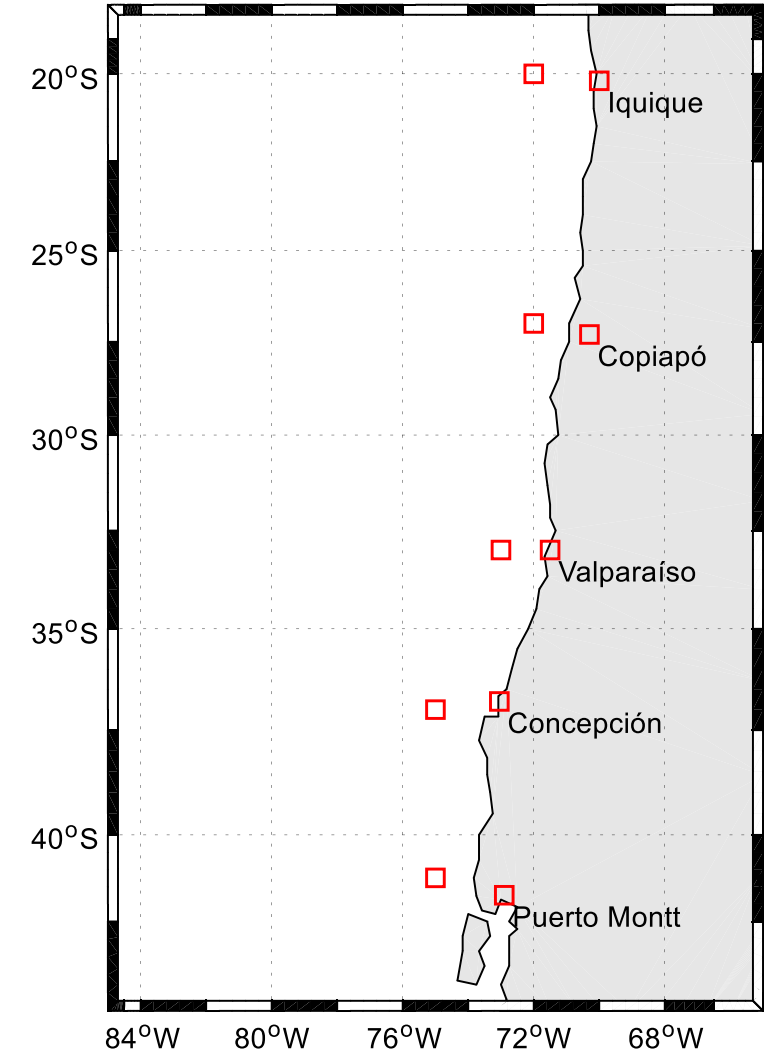 20°S
Iquique
25°S
Copiapó
30°S
Valparaíso
35°S
Concepción
40°S
Puerto Montt
84°W 80°W 76°W 72°W 68°W